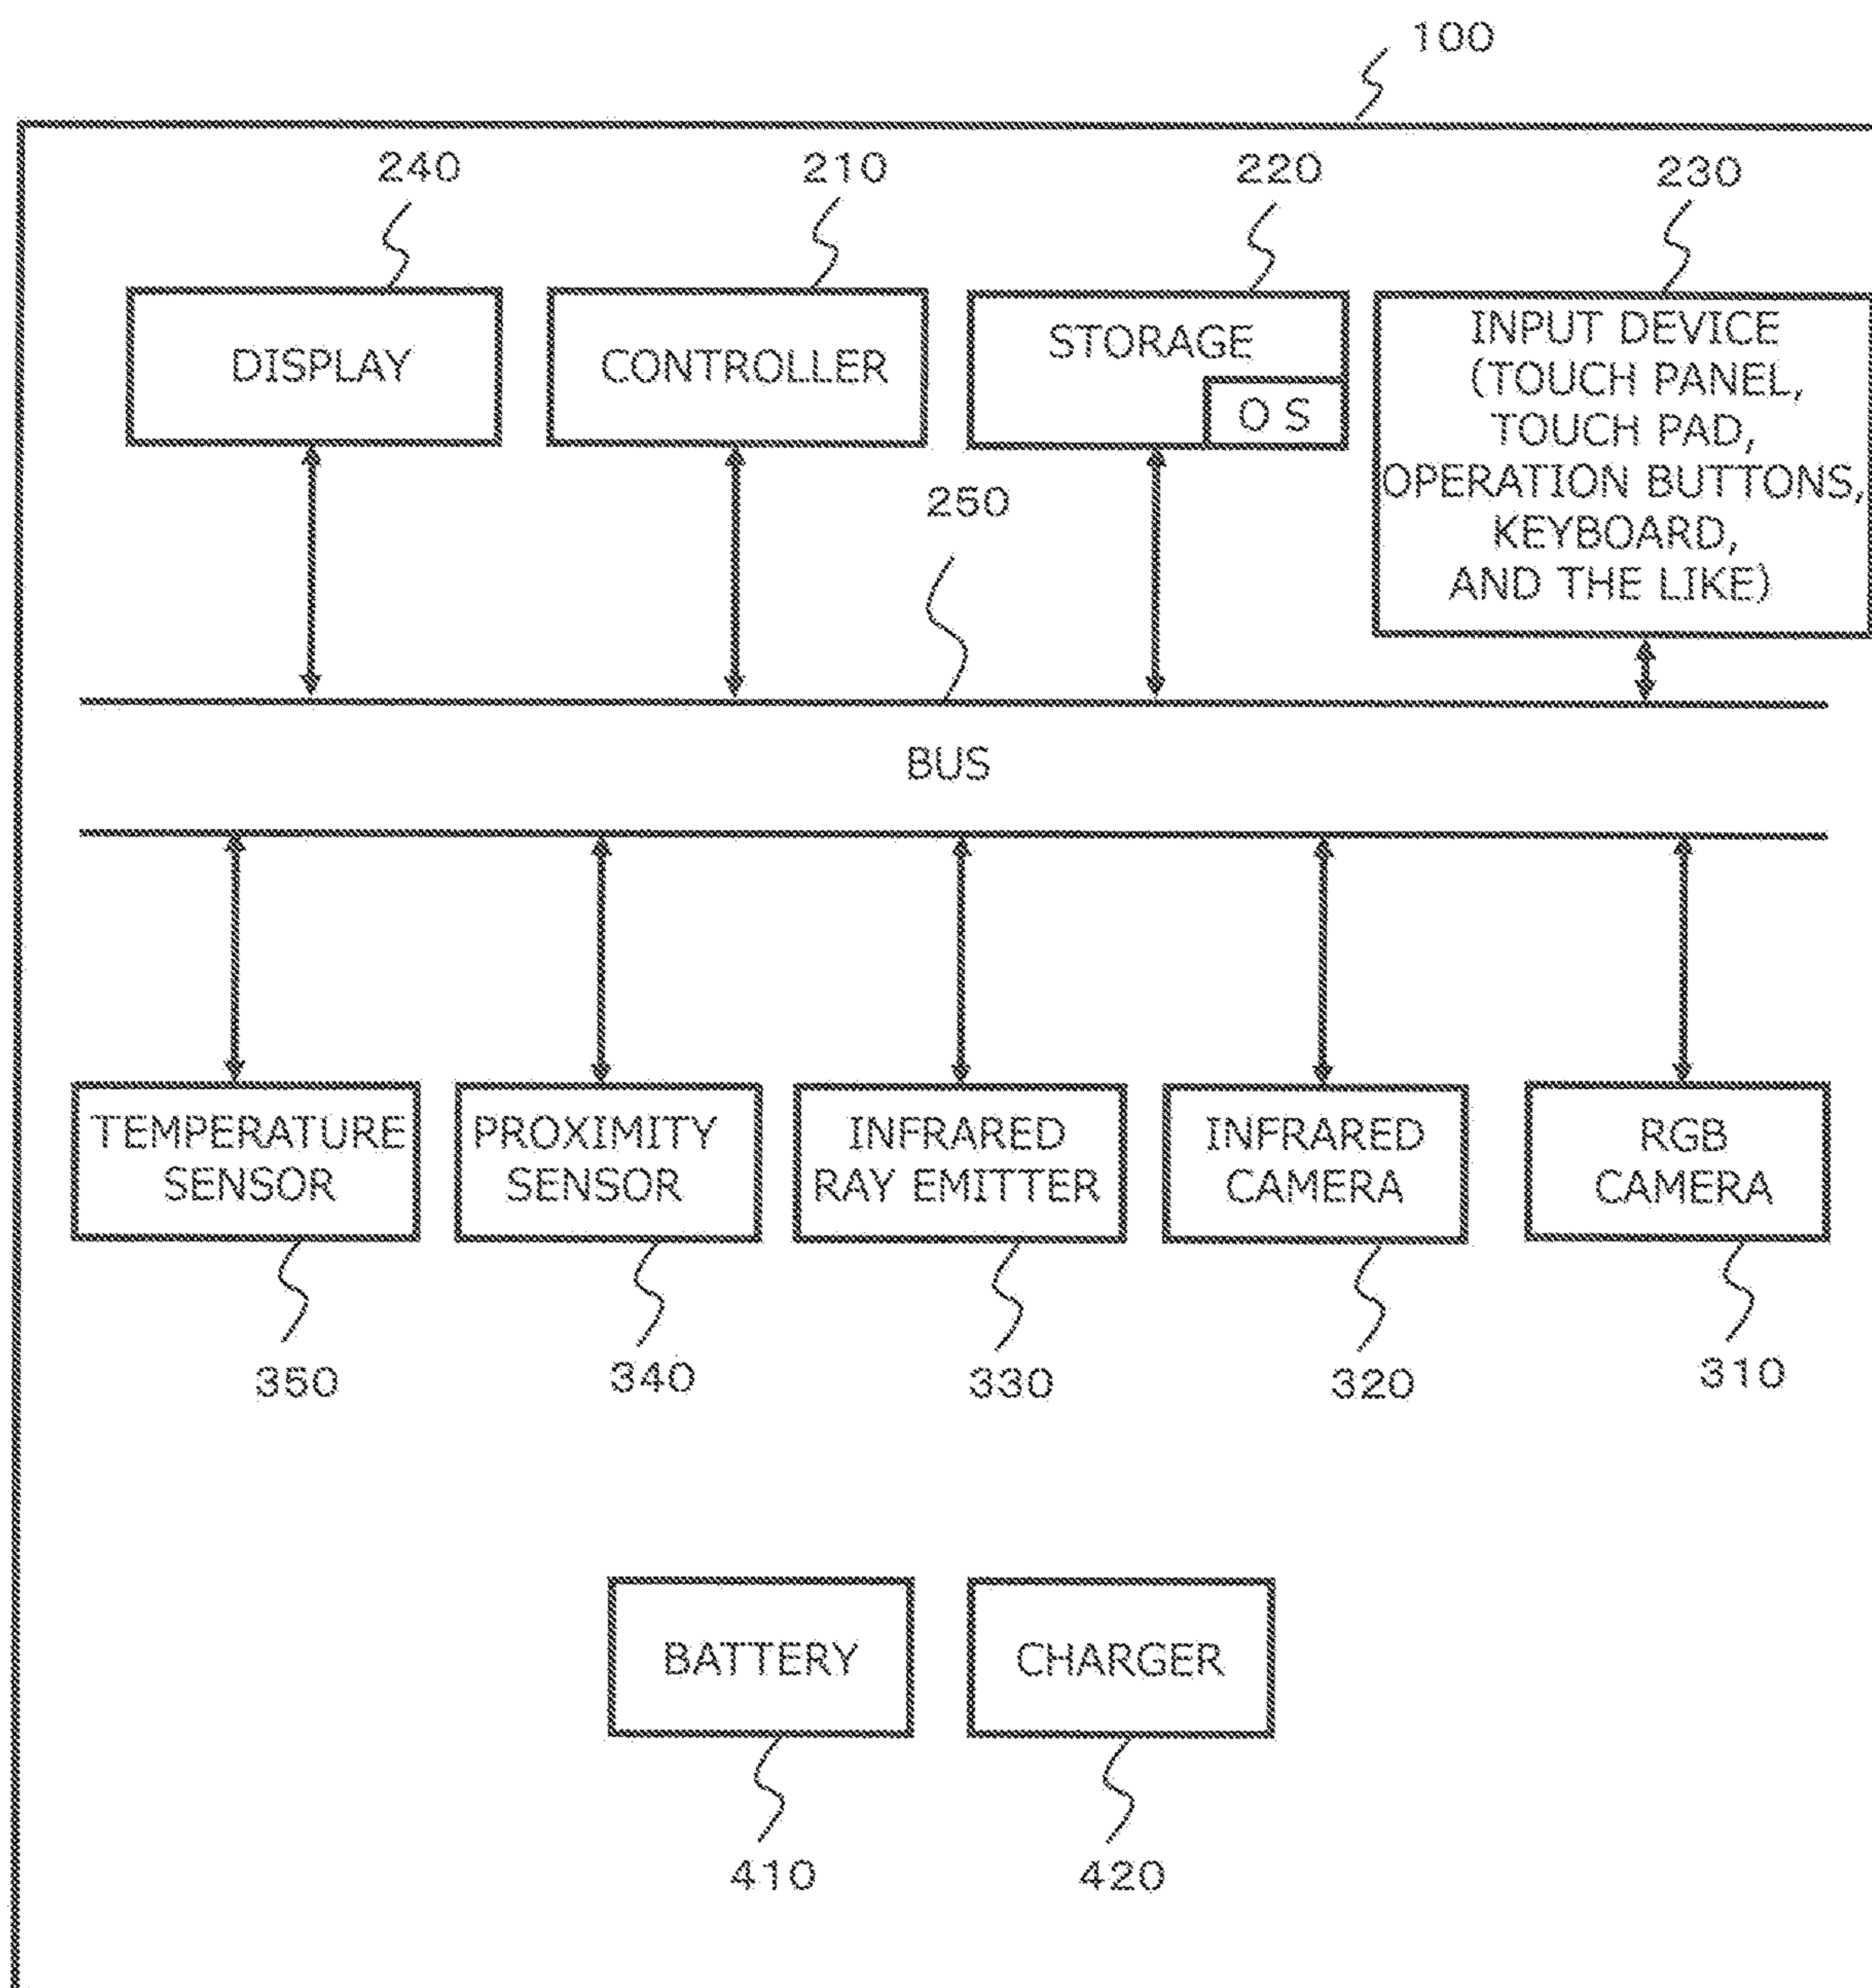 100
240
210
220
230
DISPLAY
CONTROLLER
STORAGE
O S
INPUT DEVICE
(TOUCH PANEL,
TOUCH PAD,
OPERATION BUTTONS,
KEYBOARD,
AND THE LIKE)
250
BUS
TEMPERATURE
SENSOR
PROXIMITY
SENSOR
INFRARED
RAY EMITTER
INFRARED
CAMERA
RGB
CAMERA
350
340
330
320
310
BATTERY
CHARGER
410
420